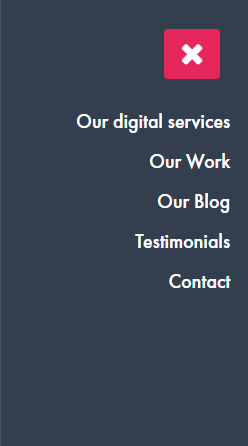 Our digital services
Our Work
Our Blog
Testimonials
Contact